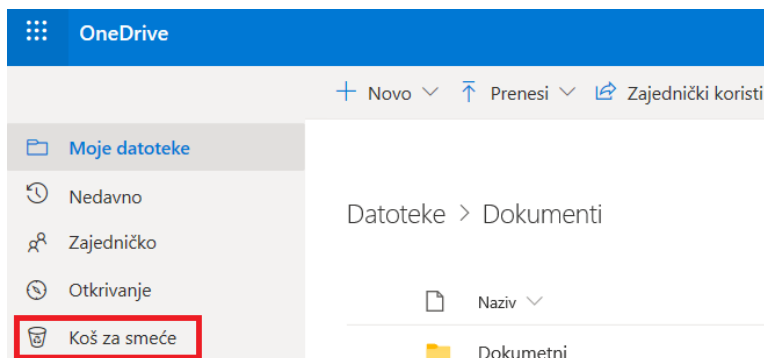 OneDrive
Novo Prenesi Zajednički koristi
Moje datoteke
Nedavno
Zajedničko
Otkrivanje
Koš za smeće
Datoteke > Dokumenti
Naziv
Dokumetni